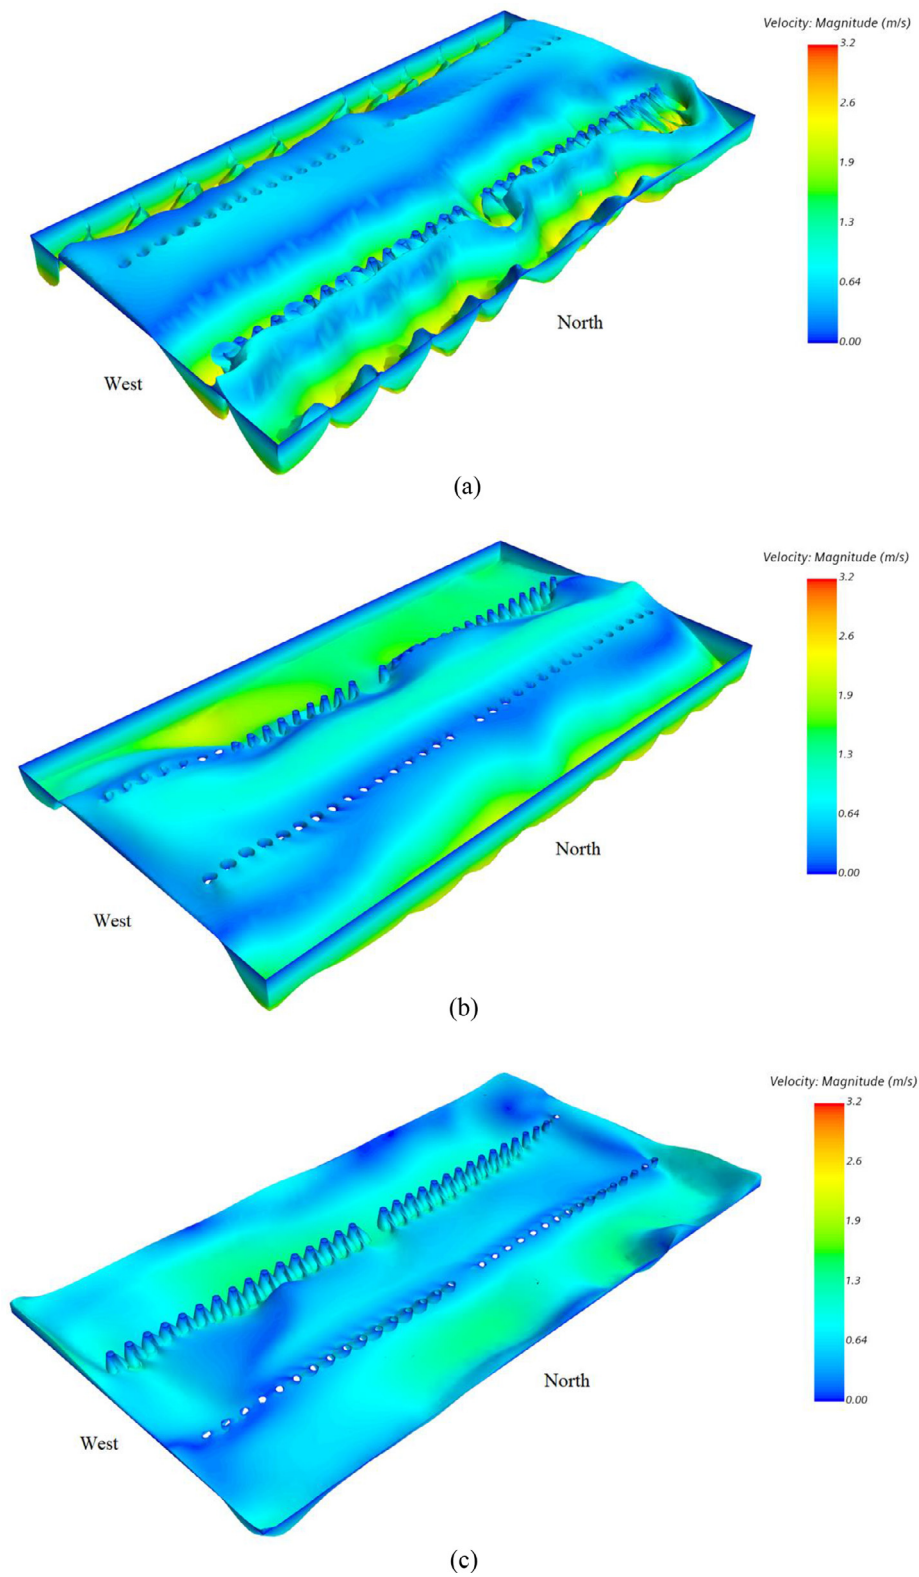 Velocity: Magnitude (m/s)
3.2
2.6
1.9
1.3
0.64
0.00
North
West
(a)
Velocity: Magnitude (m/s)
3.2
2.6
1.9
1.3
0.64
0.00
North
West
(b)
Velocity: Magnitude (m/s)
3.2
2.6
1.9
1.3
0.64
0.00
North
West
(c)